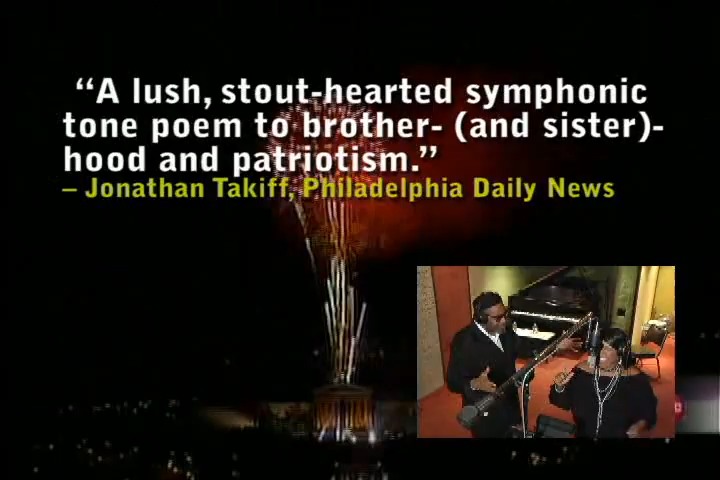 “A lush, stout-hearted symphonic
tone poem to brother- (and sister)-
hood and patriotism.”
– Jonathan Takiff, Philadelphia Daily News